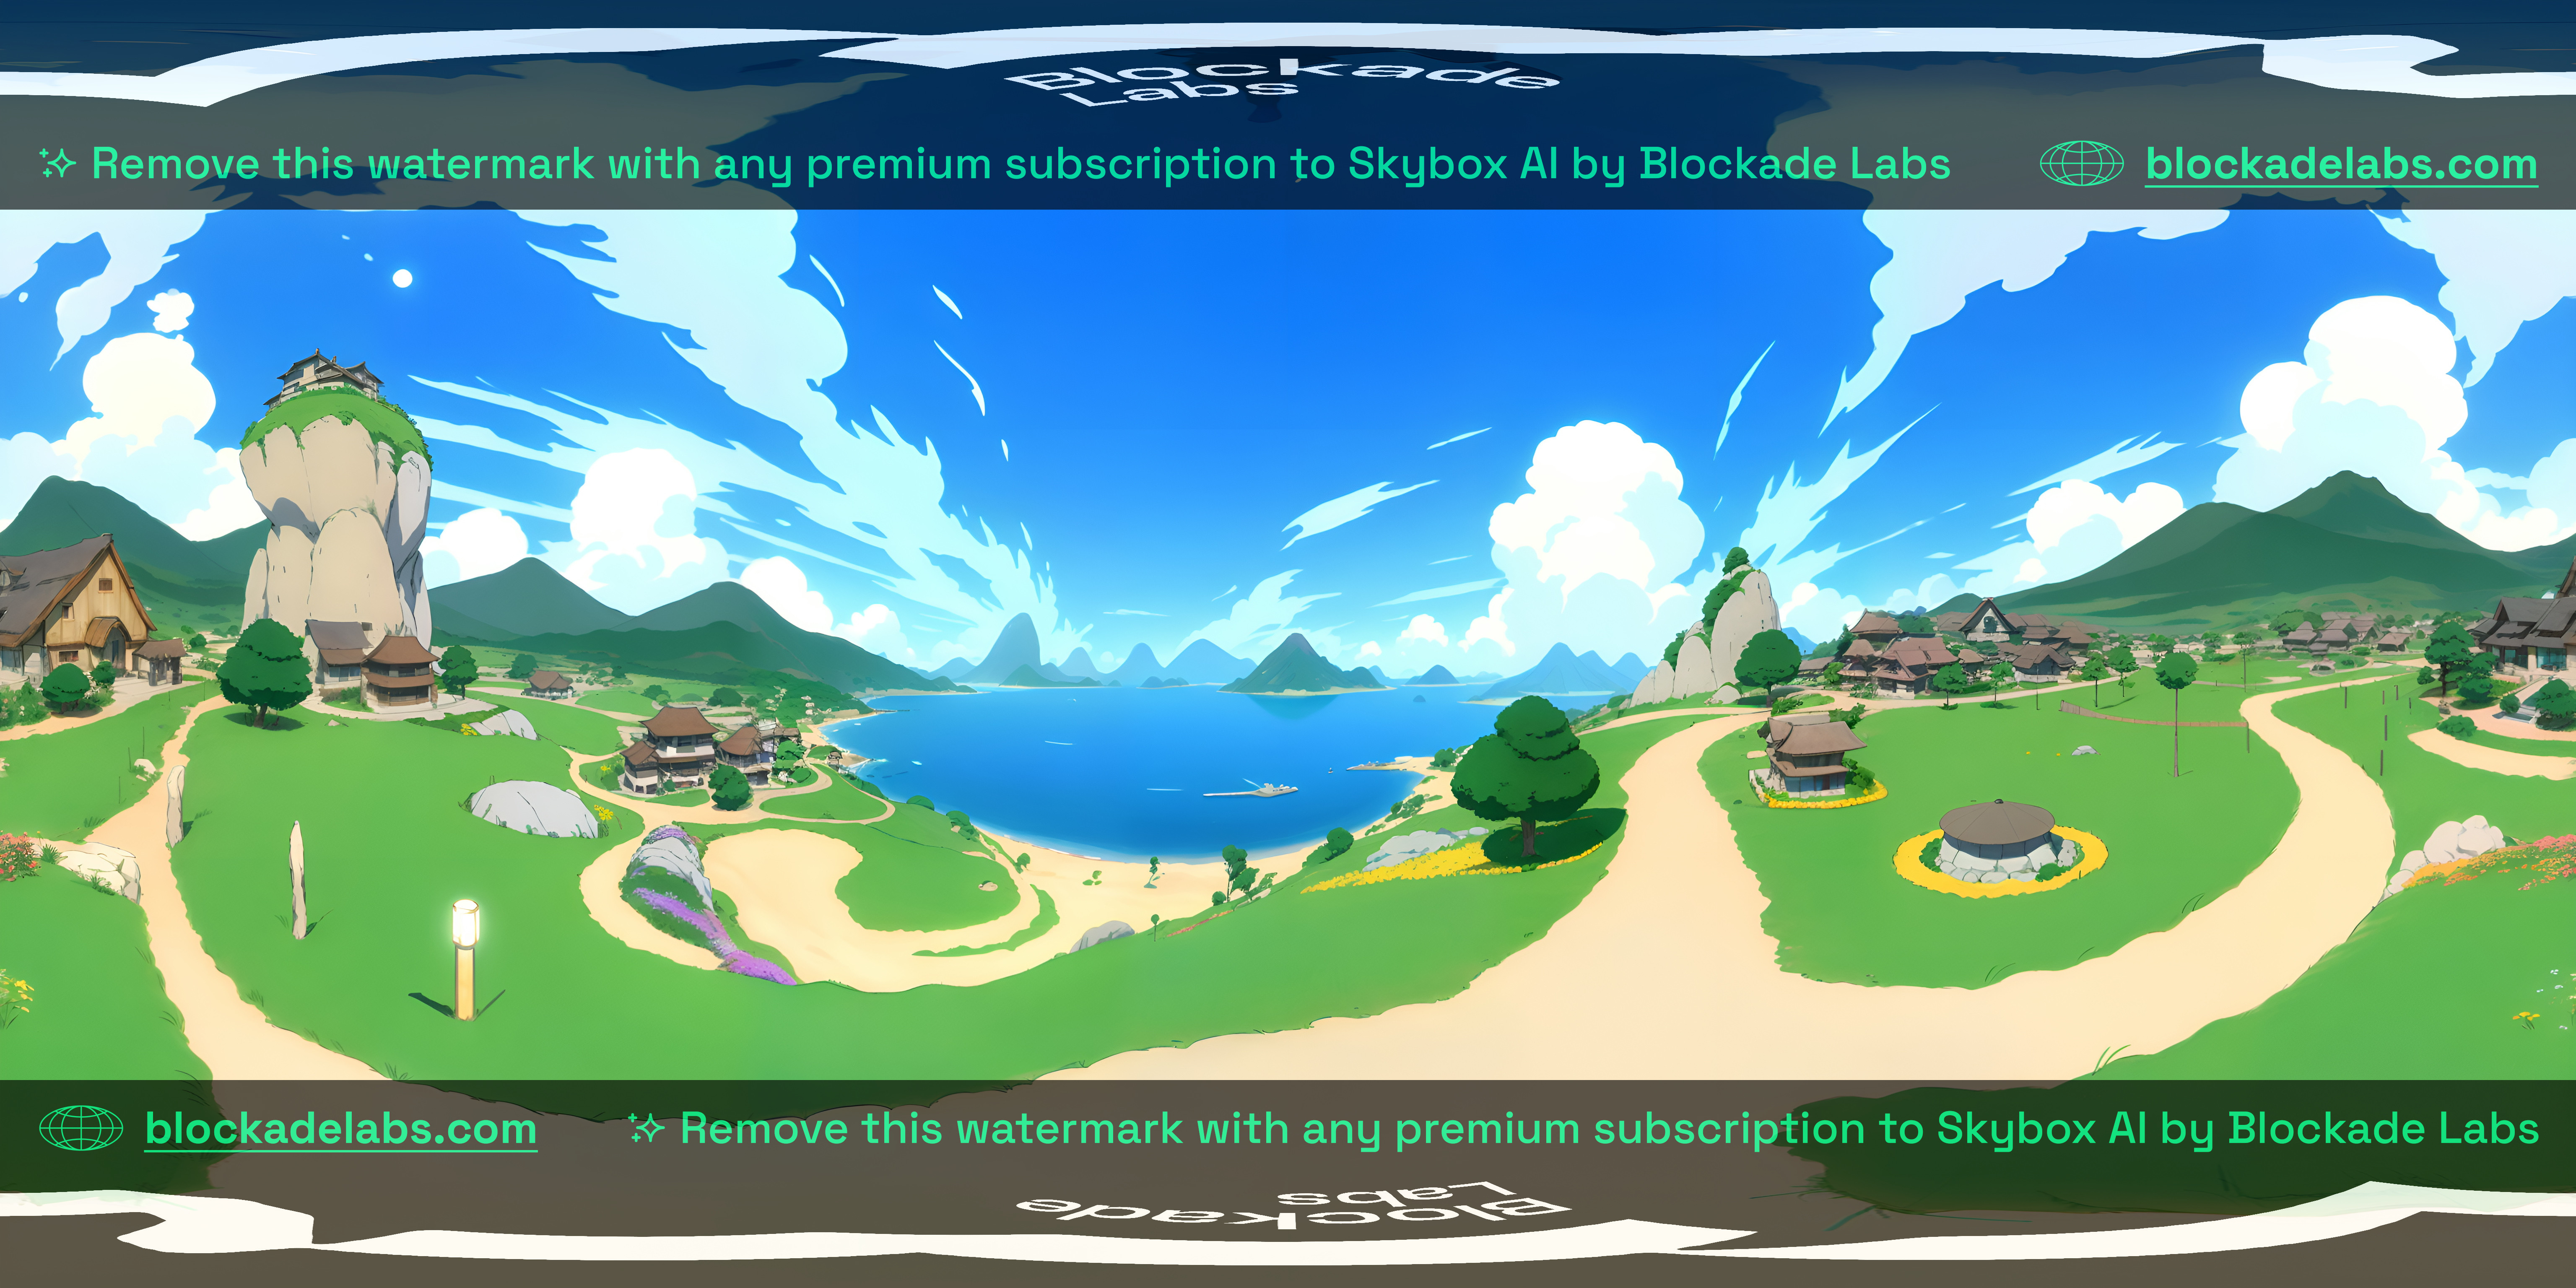 Blockade
Labs
Remove this watermark with any premium subscription to Skybox AI by Blockade Labs
blockadelabs.com
blockadelabs.com
Remove this watermark with any premium subscription to Skybox AI by Blockade Labs
Labs
Blockade